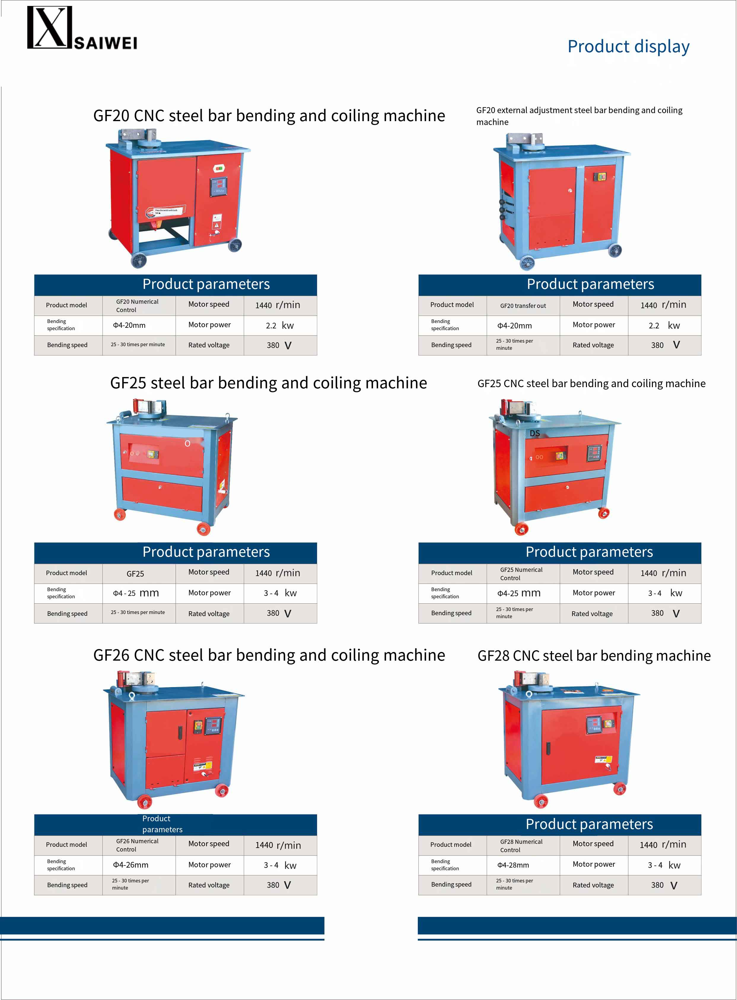 X
SAIWEI
Product display
GF20 CNC steel bar bending and coiling machine
GF20 external adjustment steel bar bending and coiling
machine
- White
Press the switch with both
feet▲
Product parameters
Product model GF20 Numerical Control Motor speed 1440 r/min
Bending specification Φ4-20mm Motor power 2.2 kw
Bending speed 25 - 30 times per minute Rated voltage 380 V
Product parameters
Product model GF20 transfer out Motor speed 1440 r/min
Bending specification Φ4-20mm Motor power 2.2 kw
Bending speed 25 - 30 times per minute Rated voltage 380 V
GF25 steel bar bending and coiling machine
GF25 CNC steel bar bending and coiling machine
O
DS
OO
Product parameters
Product model GF25 Motor speed 1440 r/min
Bending specification Φ4 - 25 mm Motor power 3 - 4 kw
Bending speed 25 - 30 times per minute Rated voltage 380 V
Product parameters
Product model GF25 Numerical Control Motor speed 1440 r/min
Bending specification Φ4-25 mm Motor power 3 - 4 kw
Bending speed 25 - 30 times per minute Rated voltage 380 V
GF26 CNC steel bar bending and coiling machine
GF28 CNC steel bar bending machine
Product
parameters
Product model GF26 Numerical Control Motor speed 1440 r/min
Bending specification Φ4-26mm Motor power 3 - 4 kw
Bending speed 25 - 30 times per minute Rated voltage 380 V
Product parameters
Product model GF28 Numerical Control Motor speed 1440 r/min
Bending specification Φ4-28mm Motor power 3 - 4 kw
Bending speed 25 - 30 times per minute Rated voltage 380 V